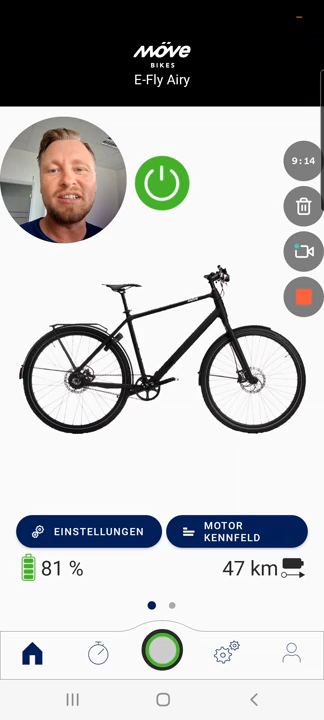 möve
BIKES
E-Fly Airy
9:14
EINSTELLUNGEN
MOTOR
KENNFELD
81 %
47 km